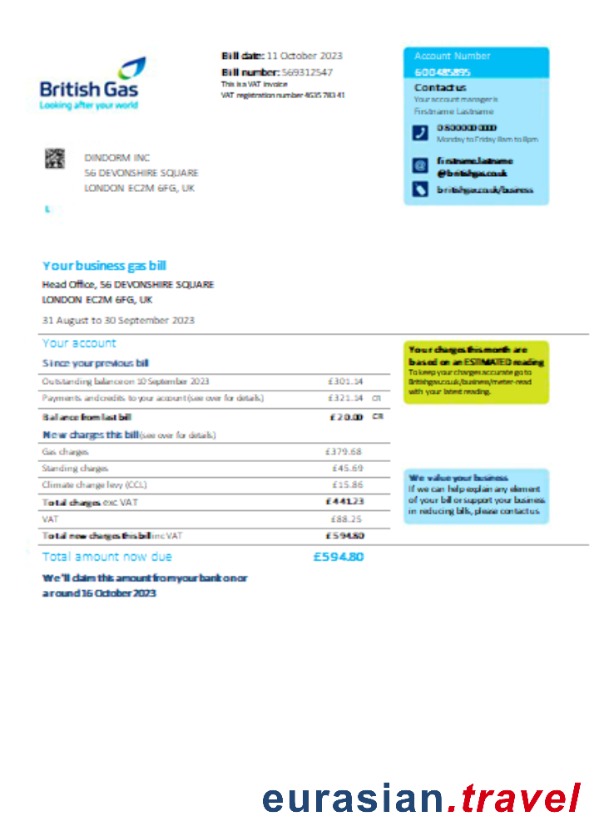 British Gas
Looking after your world
Bill date: 11 October 2023
Bill number: 569312547
This is a VAT invoice
VAT registration number 4635 783 41
Account Number
600485895
Contact us
Your account manager is
Firstname Lastname
0800 000 0000
Monday to Friday 8am to 8pm
firstname.lastname
@britishgas.co.uk
britishgas.co.uk/business
DINDORM INC
56 DEVONSHIRE SQUARE
LONDON EC2M 6FG, UK
Your business gas bill
Head Office, 56 DEVONSHIRE SQUARE
LONDON EC2M 6FG, UK
31 August to 30 September 2023
Your account
Since your previous bill
Outstanding balance on 10 September 2023 £301.14
Payments and credits to your account (see over for details) £321.14 CR
Balance from last bill £20.00 CR
New charges this bill (see over for details)
Gas charges £379.68
Standing charges £45.69
Climate change levy (CCL) £15.86
Total charges exc VAT £441.23
VAT £88.25
Total new charges this bill inc VAT £594.80
Total amount now due £594.80
We'll claim this amount from your bank on or
around 16 October 2023
Your charges this month are
based on an ESTIMATED reading
To keep your charges accurate go to
Britishgas.co.uk/business/meter-read
with your latest reading.
We value your business
If we can help explain any element
of your bill or support your business
in reducing bills, please contact us
eurasian.travel